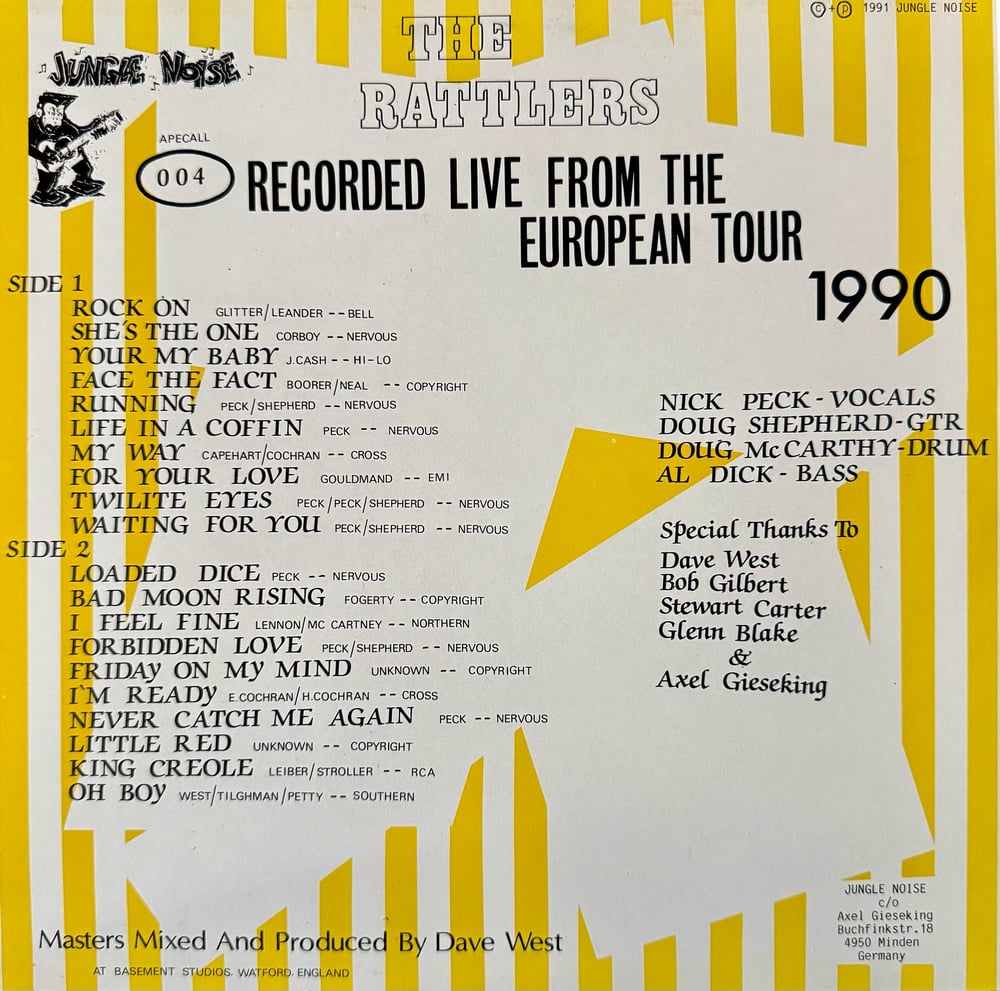 © + ℗ 1991 JUNGLE NOISE
THE
RATTLERS
JUNGLE NOISE
APECALL
004
RECORDED LIVE FROM THE
EUROPEAN TOUR
1990
SIDE 1
ROCK ON GLITTER/LEANDER -- BELL
SHE'S THE ONE CORBOY -- NERVOUS
YOUR MY BABY J.CASH -- HI-LO
FACE THE FACT BOORER/NEAL -- COPYRIGHT
RUNNING PECK/SHEPHERD -- NERVOUS
LIFE IN A COFFIN PECK -- NERVOUS
MY WAY CAPEHART/COCHRAN -- CROSS
FOR YOUR LOVE GOULDMAND -- EMI
TWILITE EYES PECK/PECK/SHEPHERD -- NERVOUS
WAITING FOR YOU PECK/SHEPHERD -- NERVOUS
SIDE 2
LOADED DICE PECK -- NERVOUS
BAD MOON RISING FOGERTY -- COPYRIGHT
I FEEL FINE LENNON/MC CARTNEY -- NORTHERN
FORBIDDEN LOVE PECK/SHEPHERD -- NERVOUS
FRIDAY ON MY MIND UNKNOWN -- COPYRIGHT
I'M READY E.COCHRAN/H.COCHRAN -- CROSS
NEVER CATCH ME AGAIN PECK -- NERVOUS
LITTLE RED UNKNOWN -- COPYRIGHT
KING CREOLE LEIBER/STROLLER -- RCA
OH BOY WEST/TILGHMAN/PETTY -- SOUTHERN
NICK PECK - VOCALS
DOUG SHEPHERD - GTR
DOUG McCARTHY - DRUM
AL DICK - BASS
Special Thanks To
Dave West
Bob Gilbert
Stewart Carter
Glenn Blake
&
Axel Gieseking
Masters Mixed And Produced By Dave West
AT BASEMENT STUDIOS, WATFORD, ENGLAND
JUNGLE NOISE
c/o
Axel Gieseking
Buchfinkstr.18
4950 Minden
Germany